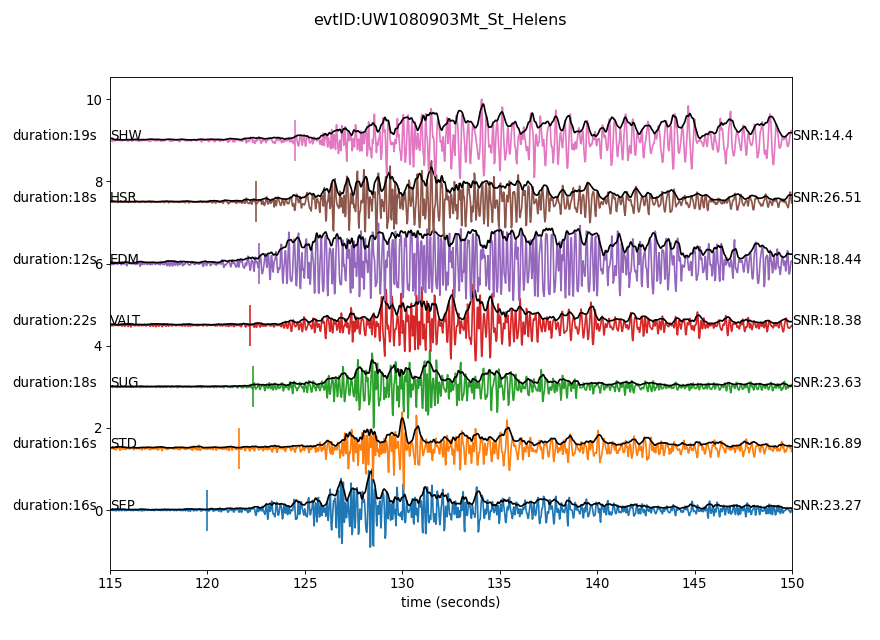 evtID:UW1080903Mt_St_Helens
10
duration:19s SHW SNR:14.4
8
duration:18s HSR SNR:26.51
duration:12s EDM SNR:18.44
6
duration:22s VALT SNR:18.38
4
duration:18s SUG SNR:23.63
2
duration:16s STD SNR:16.89
duration:16s SEP SNR:23.27
0
115 120 125 130 135 140 145 150
time (seconds)